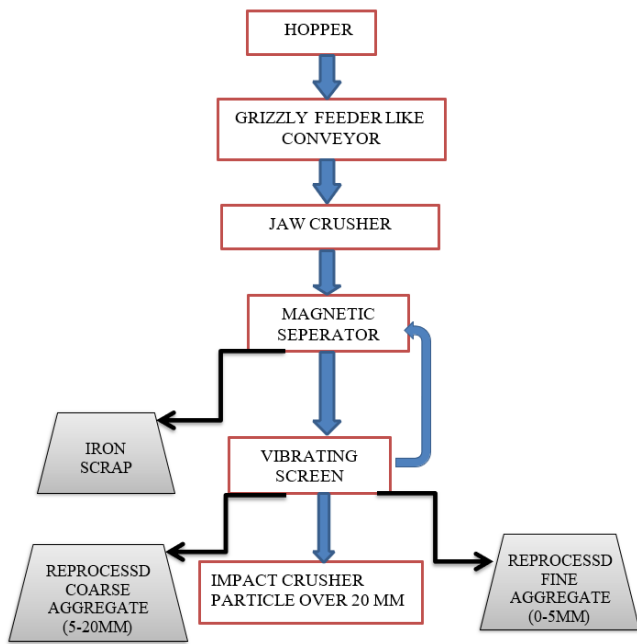 HOPPER
GRIZZLY FEEDER LIKE
CONVEYOR
JAW CRUSHER
MAGNETIC
SEPERATOR
IRON
SCRAP
VIBRATING
SCREEN
REPROCESSD
COARSE
AGGREGATE
(5-20MM)
IMPACT CRUSHER
PARTICLE OVER 20 MM
REPROCESSD
FINE
AGGREGATE
(0-5MM)